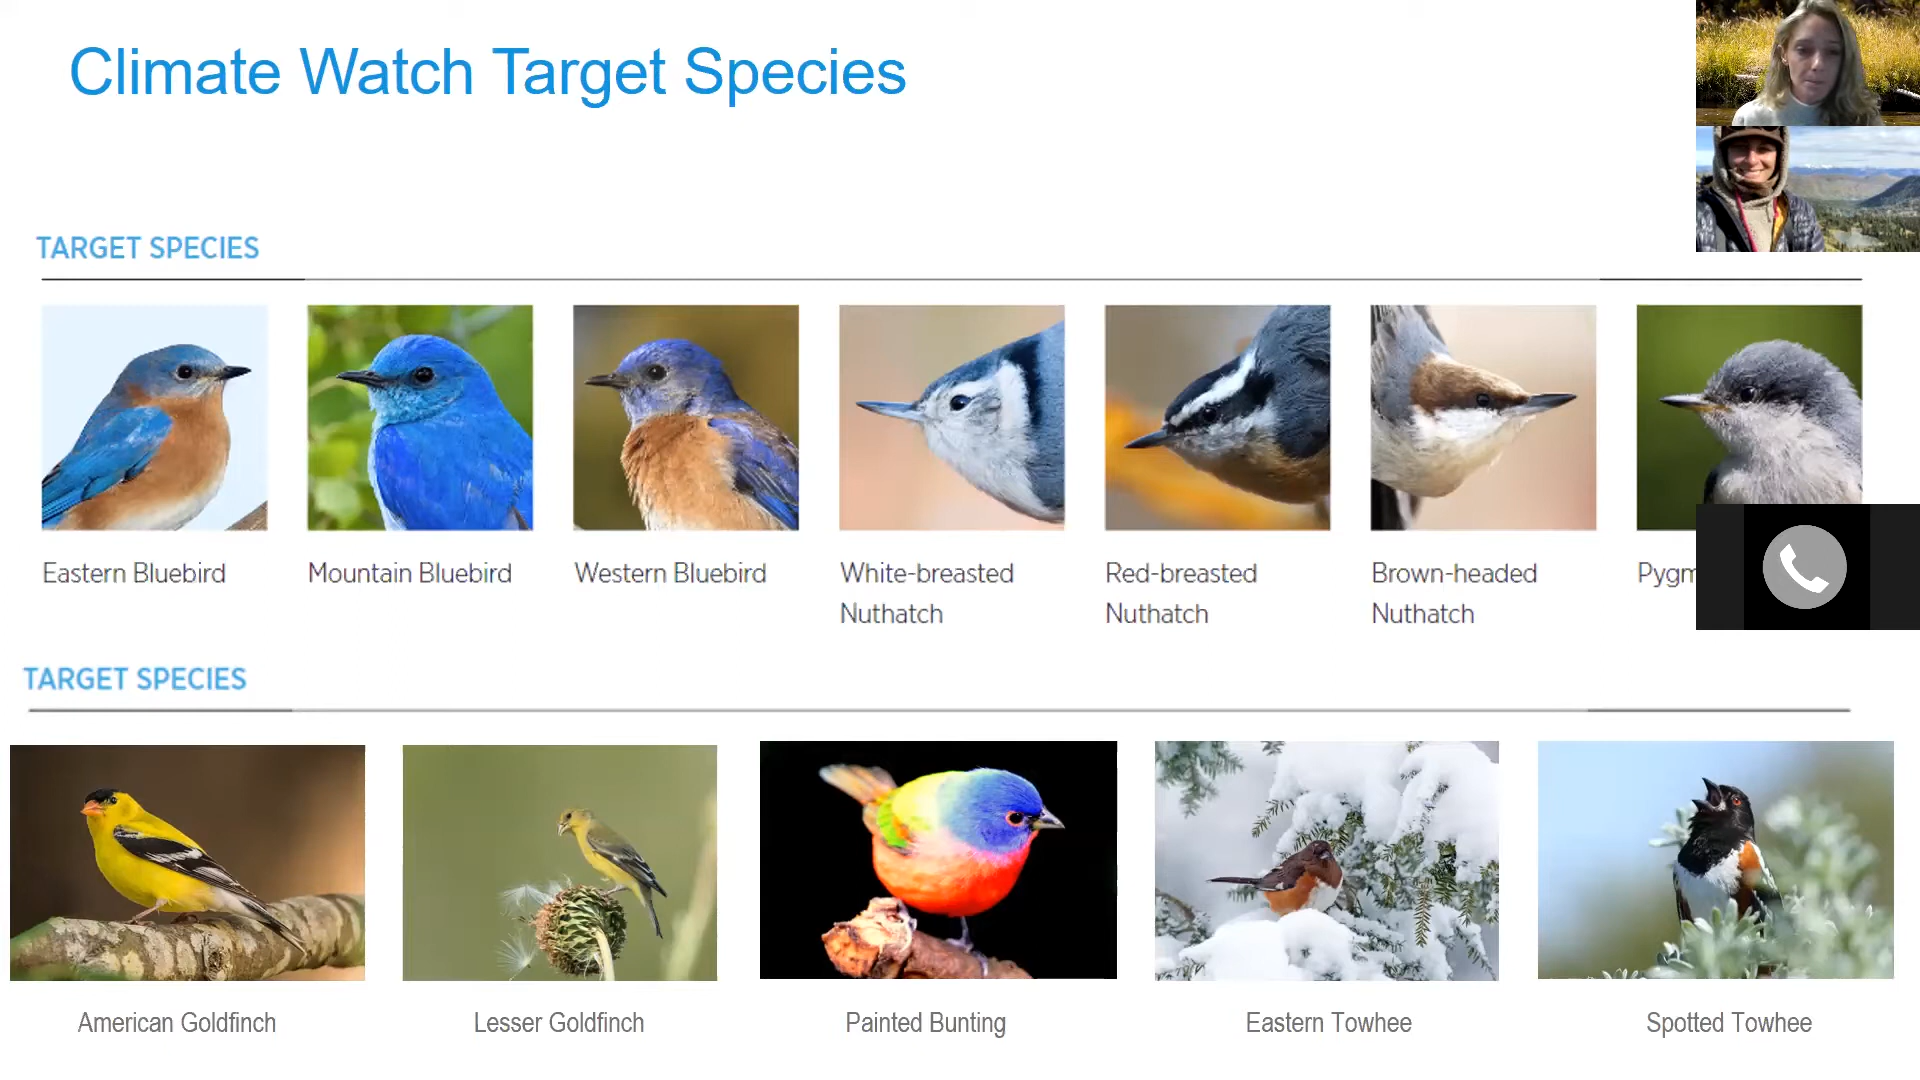 Climate Watch Target Species
TARGET SPECIES
Eastern Bluebird
Mountain Bluebird
Western Bluebird
White-breasted
Nuthatch
Red-breasted
Nuthatch
Brown-headed
Nuthatch
TARGET SPECIES
American Goldfinch
Lesser Goldfinch
Painted Bunting
Eastern Towhee
Spotted Towhee